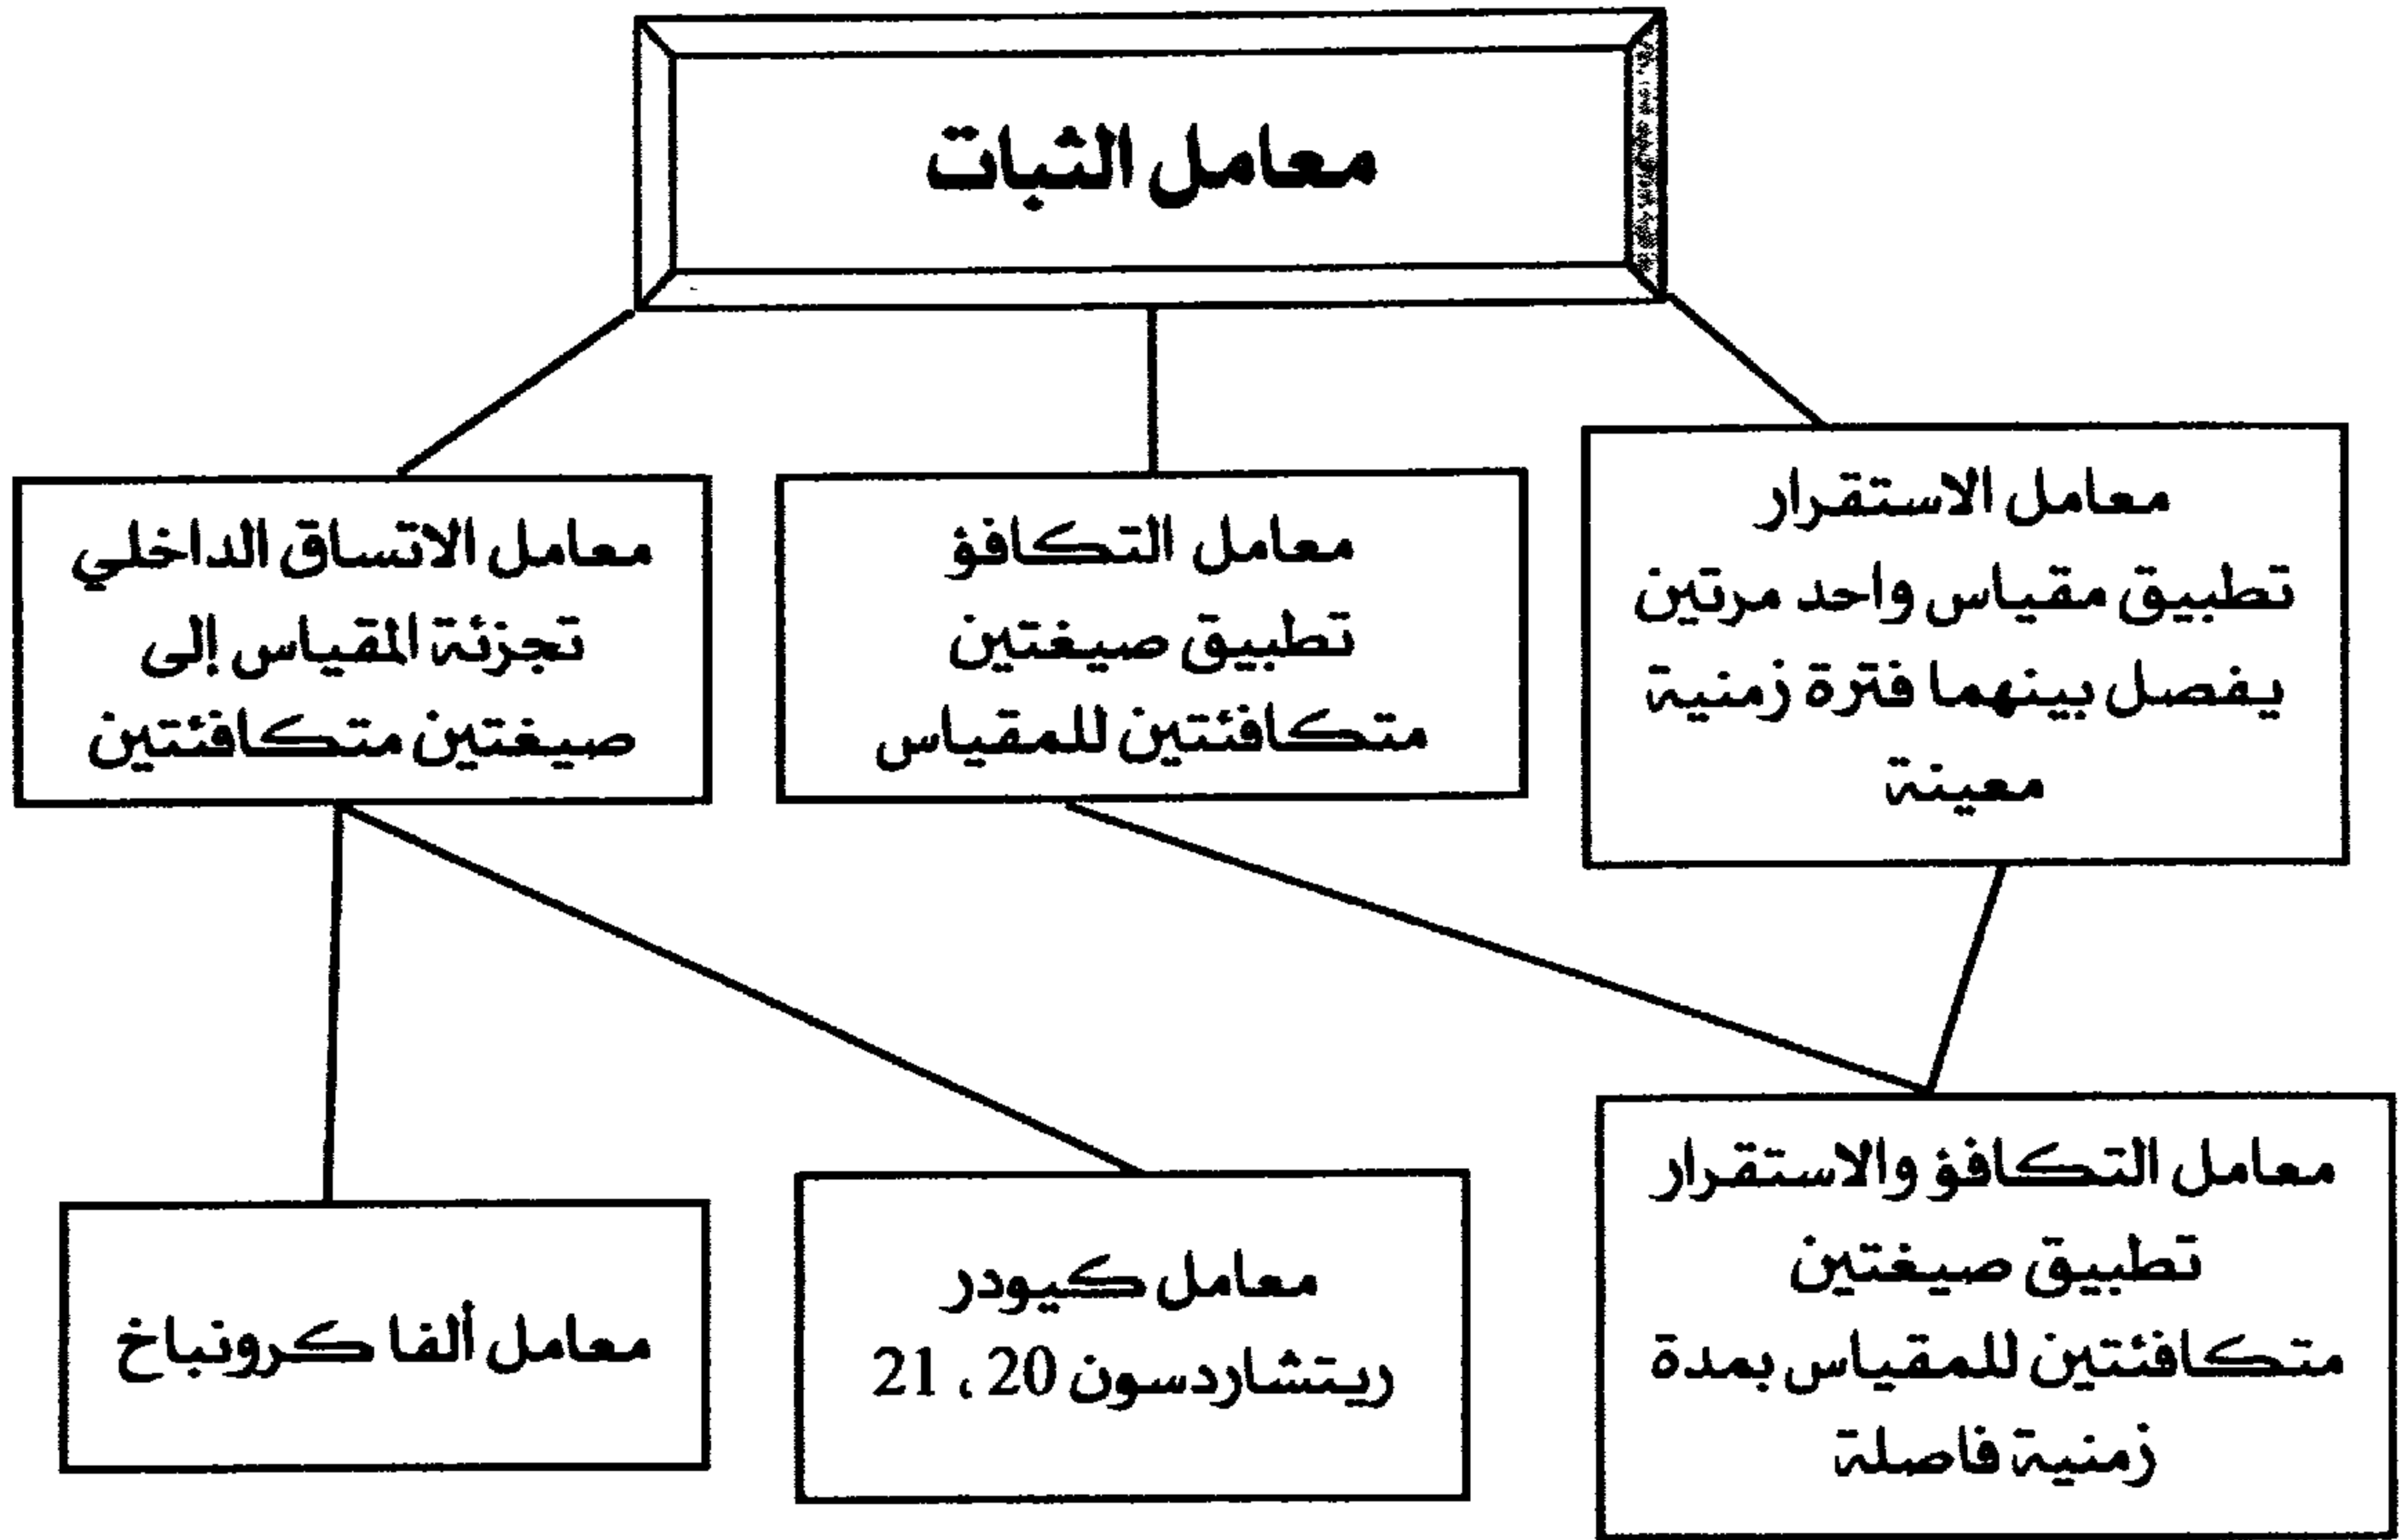 معامل الثبات
معامل الاستقرار
تطبيق مقياس واحد مرتين
يفصل بينهما فترة زمنية
معينة
معامل التكافؤ
تطبيق صيغتين
متكافئتين للمقياس
معامل الاتساق الداخلي
تجزئة المقياس إلى
صيغتين متكافئتين
معامل التكافؤ والاستقرار
تطبيق صيغتين
متكافئتين للمقياس بمدة
زمنية فاصلة
معامل كيودر
ريتشاردسون 20 ، 21
معامل ألفا كرونباخ